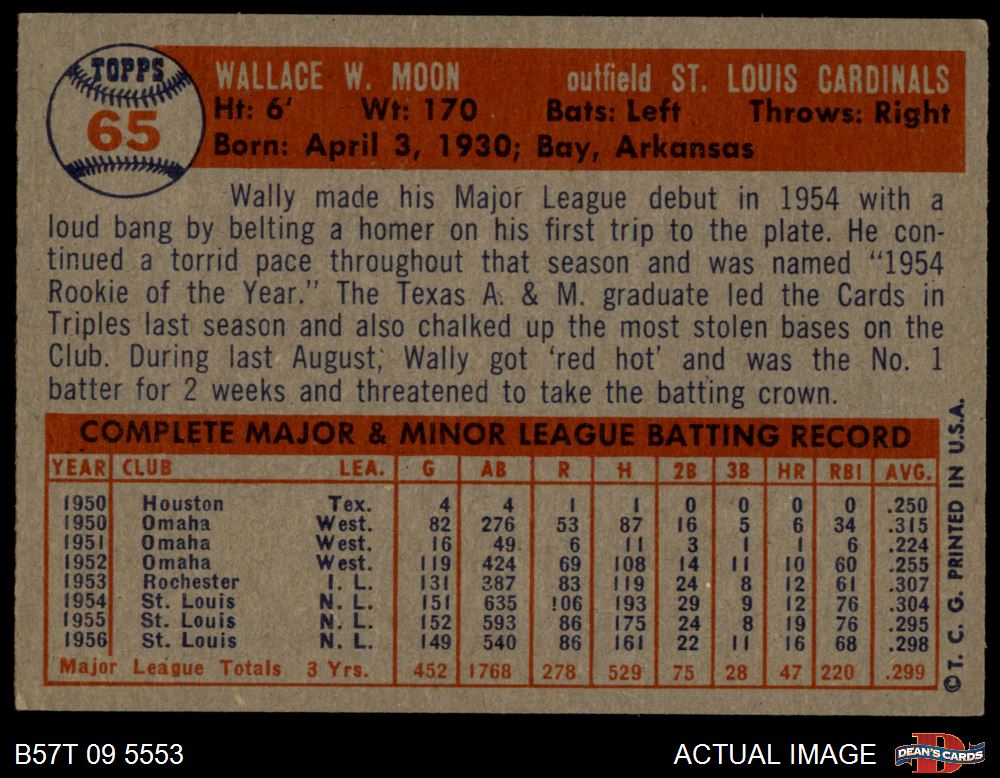 TOPPS
65
WALLACE W. MOON outfield ST. LOUIS CARDINALS
Ht: 6' Wt: 170 Bats: Left Throws: Right
Born: April 3, 1930; Bay, Arkansas
Wally made his Major League debut in 1954 with a
loud bang by belting a homer on his first trip to the plate. He con-
tinued a torrid pace throughout that season and was named "1954
Rookie of the Year." The Texas A. & M. graduate led the Cards in
Triples last season and also chalked up the most stolen bases on the
Club. During last August, Wally got 'red hot' and was the No. 1
batter for 2 weeks and threatened to take the batting crown.
COMPLETE MAJOR & MINOR LEAGUE BATTING RECORD
YEAR CLUB LEA. G AB R H 2B 3B HR RBI AVG.
1950 Houston Tex. 4 4 1 1 0 0 0 0 .250
1950 Omaha West. 82 276 53 87 16 5 6 34 .315
1951 Omaha West. 16 49 6 11 3 1 1 6 .224
1952 Omaha West. 119 424 69 108 14 11 10 60 .255
1953 Rochester I. L. 131 387 83 119 24 8 12 61 .307
1954 St. Louis N. L. 151 635 106 193 29 9 12 76 .304
1955 St. Louis N. L. 152 593 86 175 24 8 19 76 .295
1956 St. Louis N. L. 149 540 86 161 22 11 16 68 .298
Major League Totals 3 Yrs. 452 1768 278 529 75 28 47 220 .299
© T. C. G. PRINTED IN U.S.A.
B57T 09 5553 ACTUAL IMAGE DEAN'S CARDS